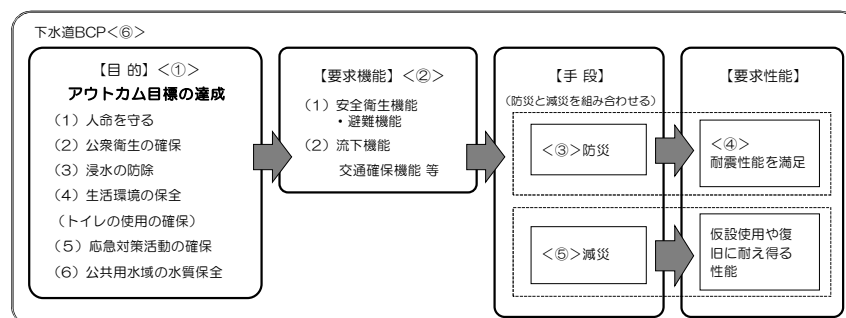 下水道BCP<⑥>
【目 的】<①>
アウトカム目標の達成
(1)人命を守る
(2)公衆衛生の確保
(3)浸水の防除
(4)生活環境の保全
(トイレの使用の確保)
(5)応急対策活動の確保
(6)公共用水域の水質保全
【要求機能】<②>
(1)安全衛生機能
・避難機能
(2)流下機能
交通確保機能 等
【手 段】
(防災と減災を組み合わせる)
<③>防災
<⑤>減災
【要求性能】
<④>
耐震性能を満足
仮設使用や復
旧に耐え得る
性能